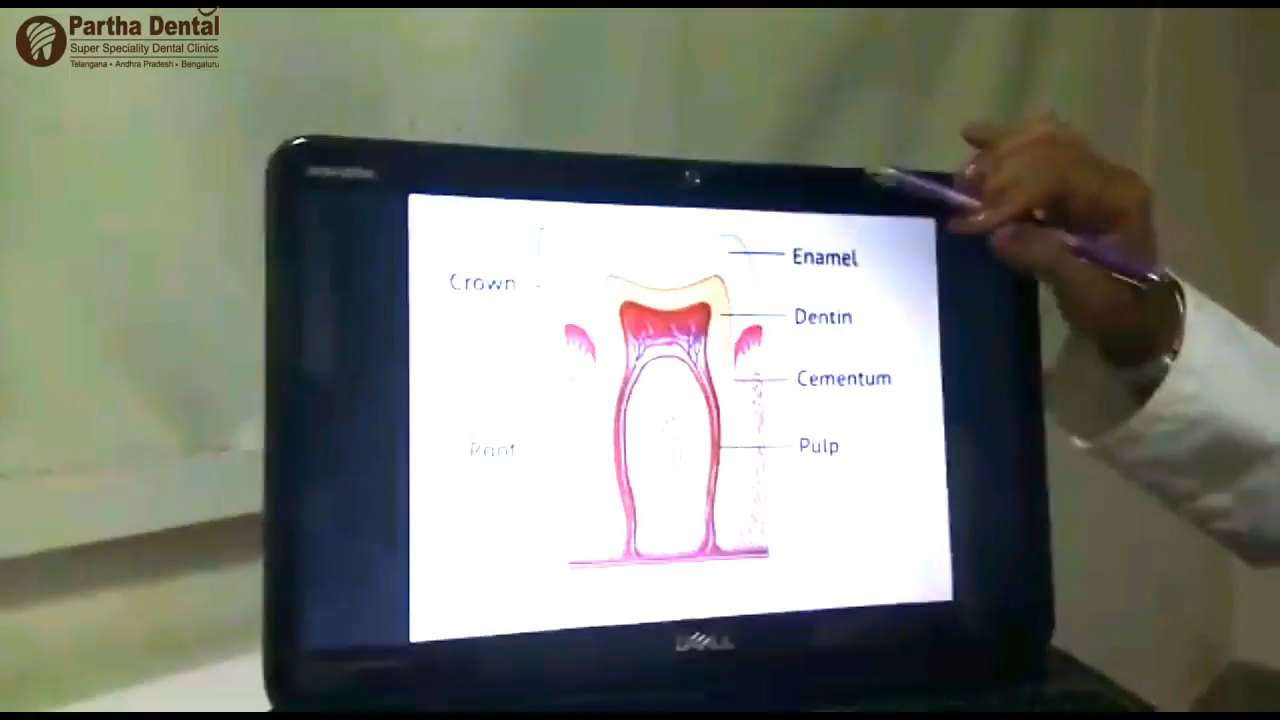 Partha Dental
Super Speciality Dental Clinics
Telangana • Andhra Pradesh • Bengaluru
Enamel
Crown
Dentin
Cementum
Root
Pulp
DELL